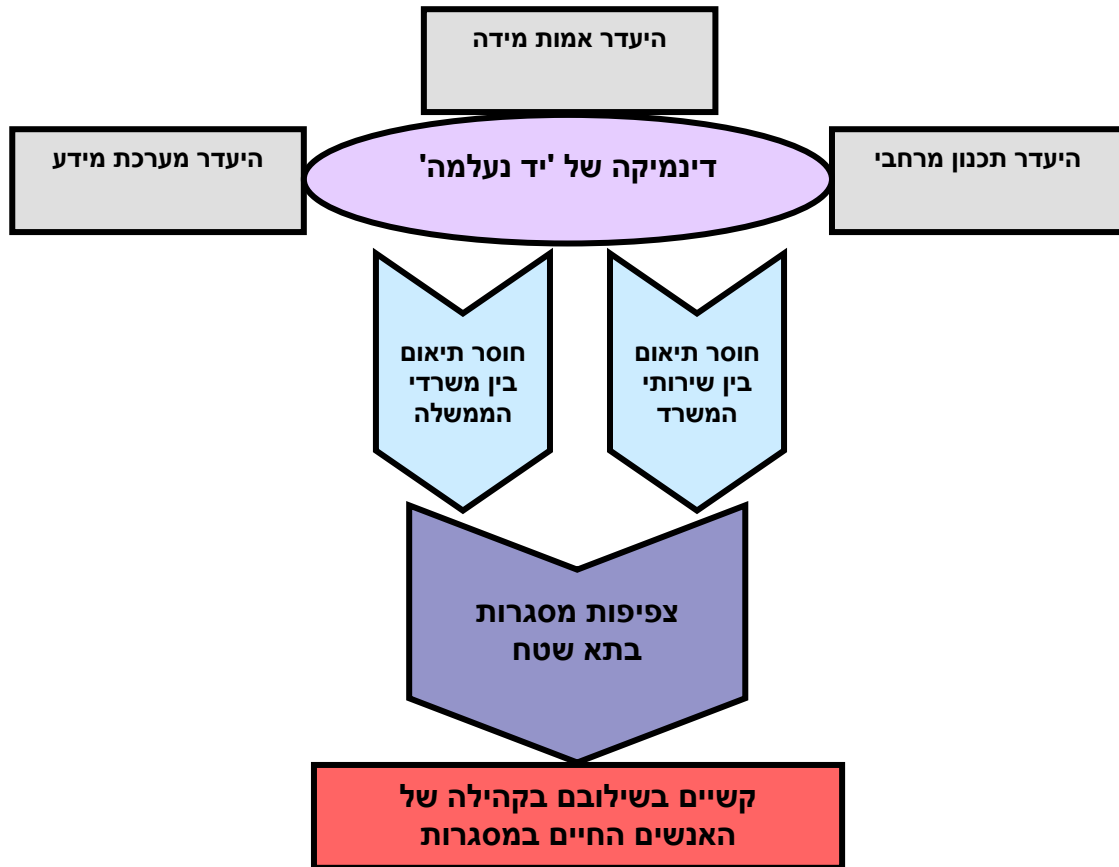 היעדר אמות מידה
היעדר תכנון מרחבי
דינמיקה של 'יד נעלמה'
היעדר מערכת מידע
חוסר תיאום
בין שירותי
המשרד
חוסר תיאום
בין משרדי
הממשלה
צפיפות מסגרות
בתא שטח
קשיים בשילובם בקהילה של
האנשים החיים במסגרות